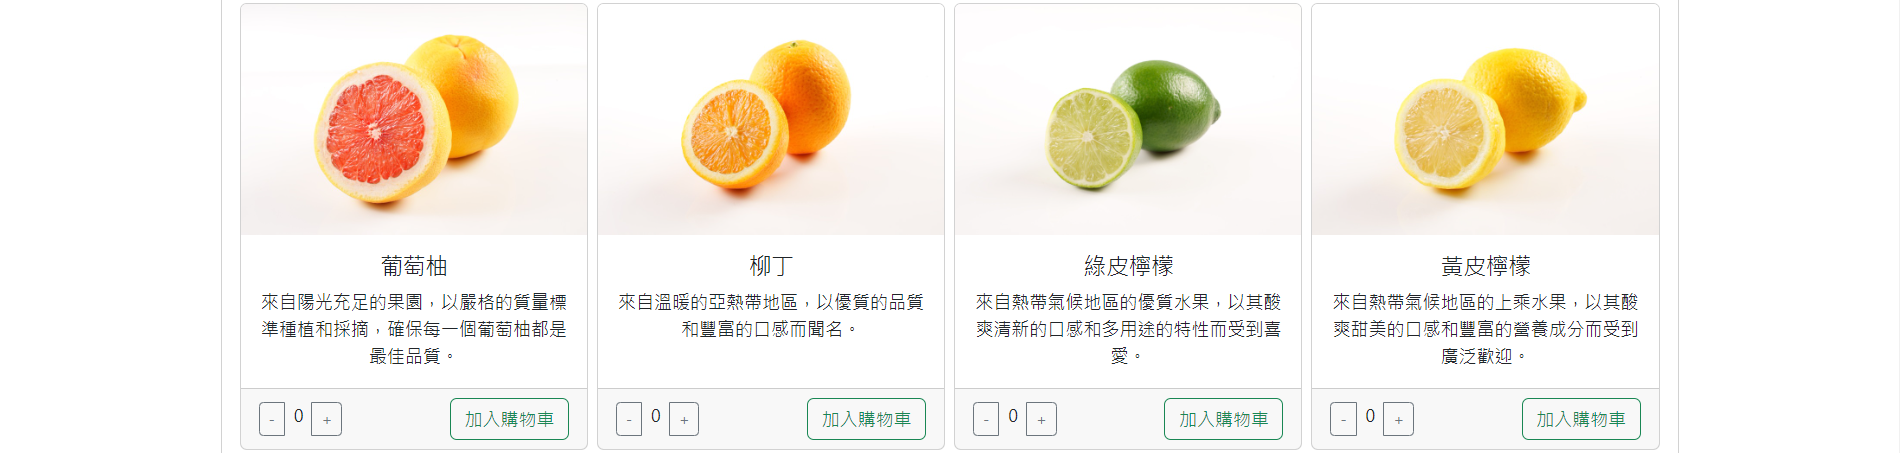 葡萄柚
來自陽光充足的果園，以嚴格的質量標
準種植和採摘，確保每一個葡萄柚都是
最佳品質。
- 0 + 加入購物車
柳丁
來自溫暖的亞熱帶地區，以優質的品質
和豐富的口感而聞名。
- 0 + 加入購物車
綠皮檸檬
來自熱帶氣候地區的優質水果，以其酸
爽清新的口感和多用途的特性而受到喜
愛。
- 0 + 加入購物車
黃皮檸檬
來自熱帶氣候地區的上乘水果，以其酸
爽甜美的口感和豐富的營養成分而受到
廣泛歡迎。
- 0 + 加入購物車